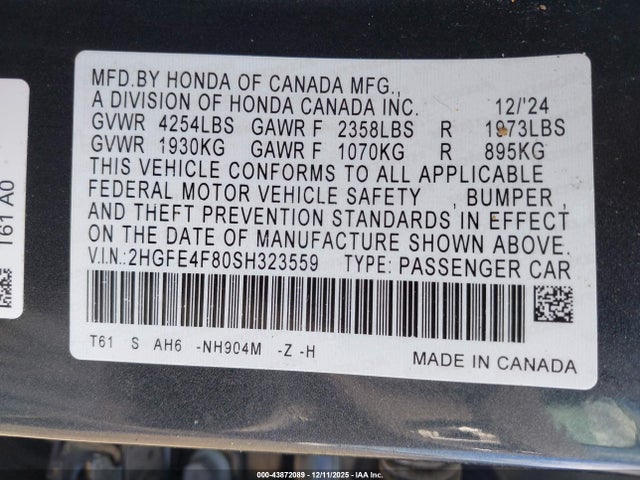 MFD.BY HONDA OF CANADA MFG.,
A DIVISION OF HONDA CANADA INC. 12/'24
GVWR 4254LBS GAWR F 2358LBS R 1973LBS
GVWR 1930KG GAWR F 1070KG R 895KG
THIS VEHICLE CONFORMS TO ALL APPLICABLE
FEDERAL MOTOR VEHICLE SAFETY , BUMPER ,
AND THEFT PREVENTION STANDARDS IN EFFECT
ON THE DATE OF MANUFACTURE SHOWN ABOVE.
V.I.N.:2HGFE4F80SH323559 TYPE: PASSENGER CAR
T61 S AH6 -NH904M -Z -H
MADE IN CANADA
T61 A0
000-43872089 - 12/11/2025 - IAA Inc.